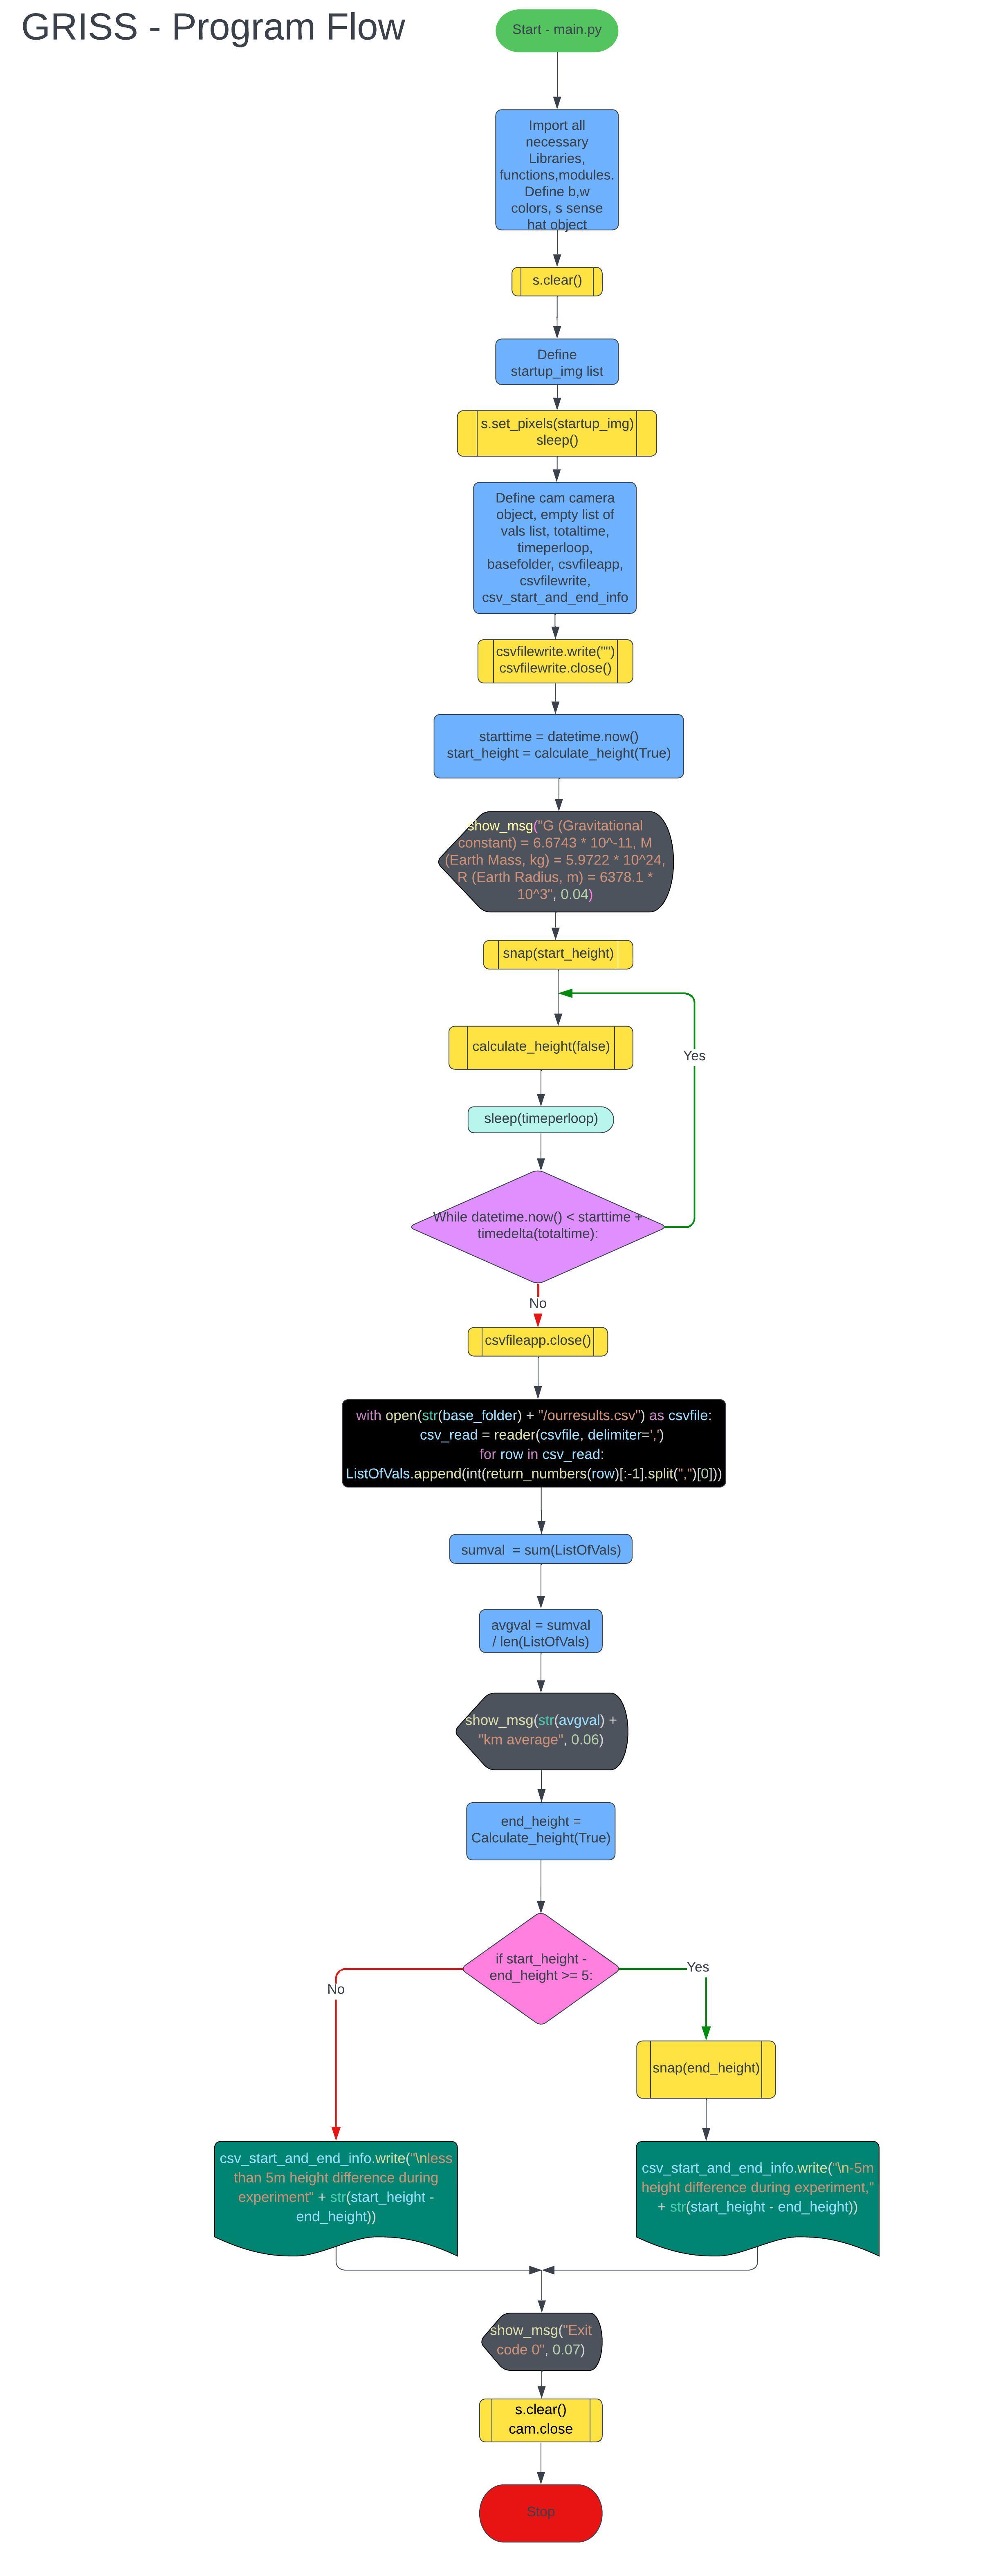 GRISS - Program Flow
Start - main.py
Import all
necessary
Libraries,
functions,modules.
Define b,w
colors, s sense
hat object
s.clear()
Define
startup_img list
s.set_pixels(startup_img)
sleep()
Define cam camera
object, empty list of
vals list, totaltime,
timeperloop,
basefolder, csvfileapp,
csvfilewrite,
csv_start_and_end_info
csvfilewrite.write("")
csvfilewrite.close()
starttime = datetime.now()
start_height = calculate_height(True)
show_msg("G (Gravitational
constant) = 6.6743 * 10^-11, M
(Earth Mass, kg) = 5.9722 * 10^24,
R (Earth Radius, m) = 6378.1 *
10^3", 0.04)
snap(start_height)
calculate_height(false)
Yes
sleep(timeperloop)
While datetime.now() < starttime +
timedelta(totaltime):
No
csvfileapp.close()
with open(str(base_folder) + "/ourresults.csv") as csvfile:
csv_read = reader(csvfile, delimiter=',')
for row in csv_read:
ListOfVals.append(int(return_numbers(row)[:-1].split(",")[0]))
sumval  = sum(ListOfVals)
avgval = sumval
/ len(ListOfVals)
show_msg(str(avgval) +
"km average", 0.06)
end_height =
Calculate_height(True)
if start_height -
end_height >= 5:
Yes
No
snap(end_height)
csv_start_and_end_info.write("\nless
than 5m height difference during
experiment" + str(start_height -
end_height))
csv_start_and_end_info.write("\n-5m
height difference during experiment,"
+ str(start_height - end_height))
show_msg("Exit
code 0", 0.07)
s.clear()
cam.close
Stop